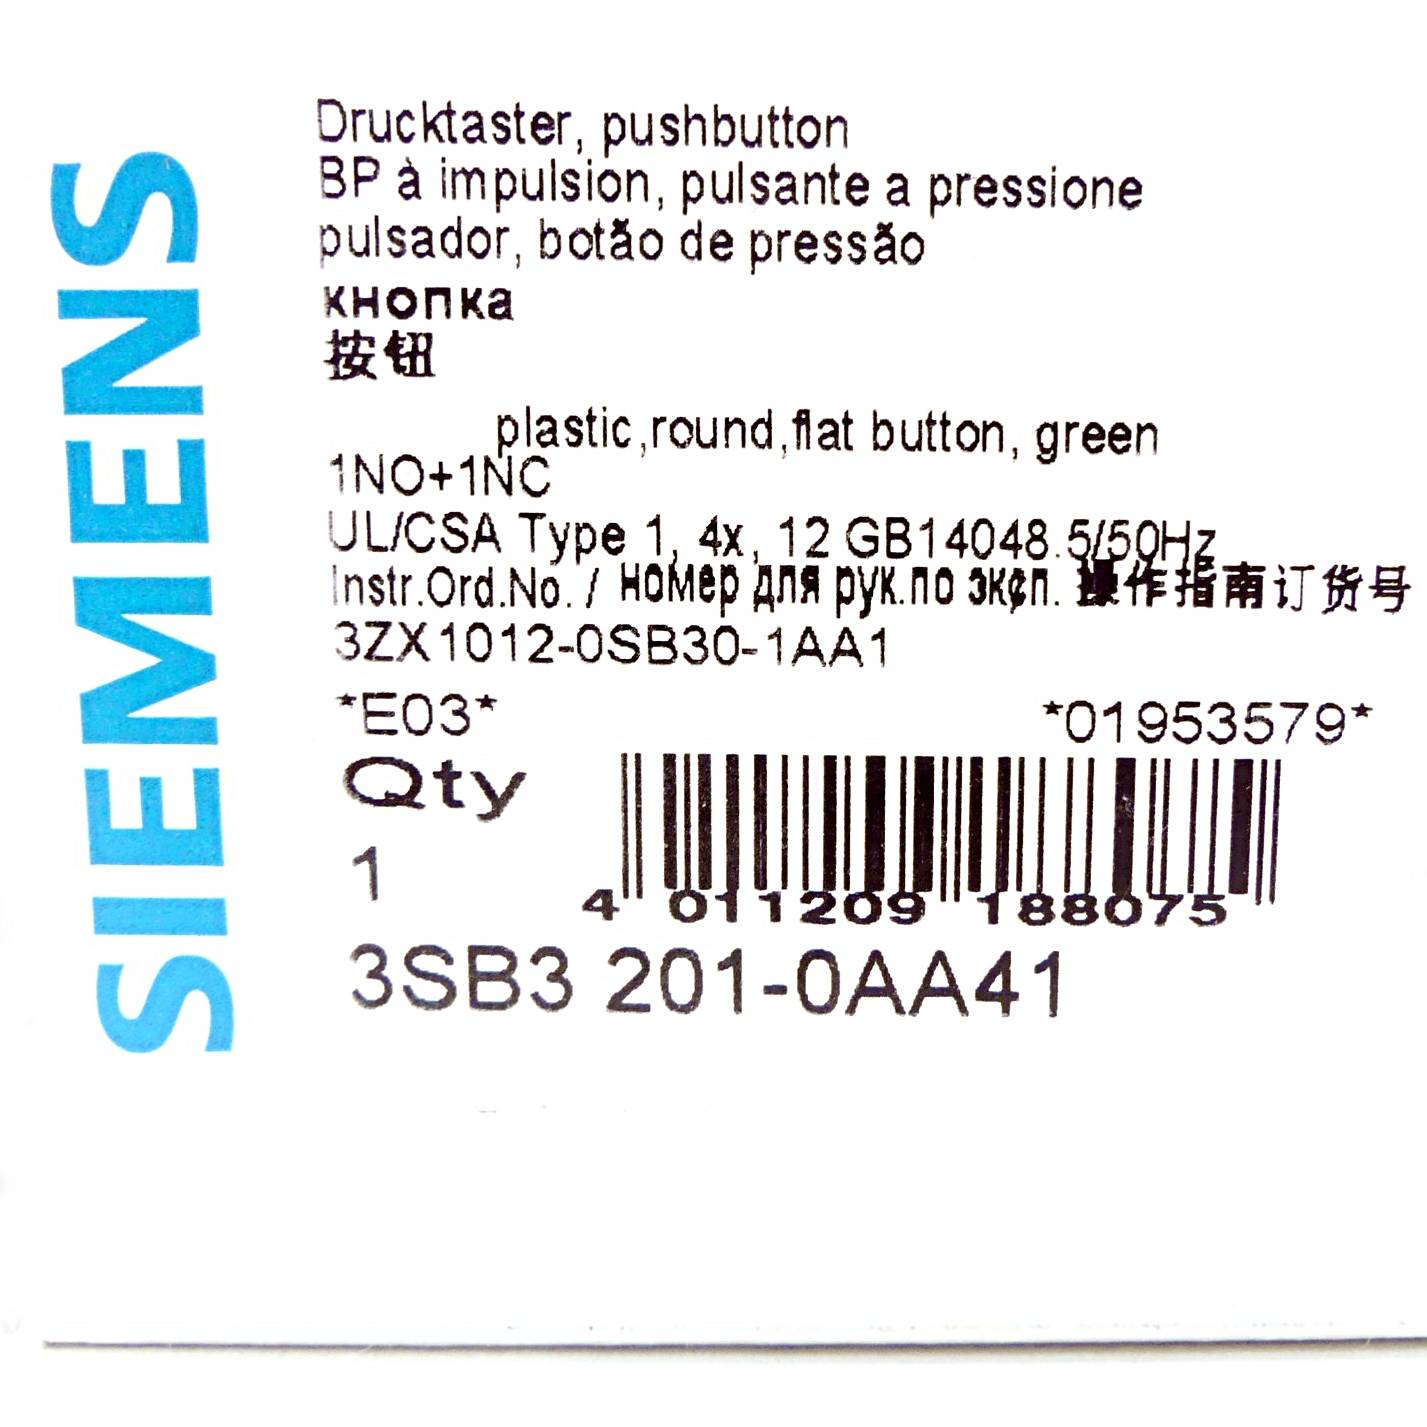 SIEMENS
Drucktaster, pushbutton
BP à impulsion, pulsante a pressione
pulsador, botão de pressão
кнопка
按钮
plastic,round,flat button, green
1NO+1NC
UL/CSA Type 1, 4x, 12 GB14048.5/50Hz
Instr.Ord.No. / номер для рук.по эксп. 操作指南订货号
3ZX1012-0SB30-1AA1
*E03* *01953579*
Qty
1
4 011209 188075
3SB3 201-0AA41